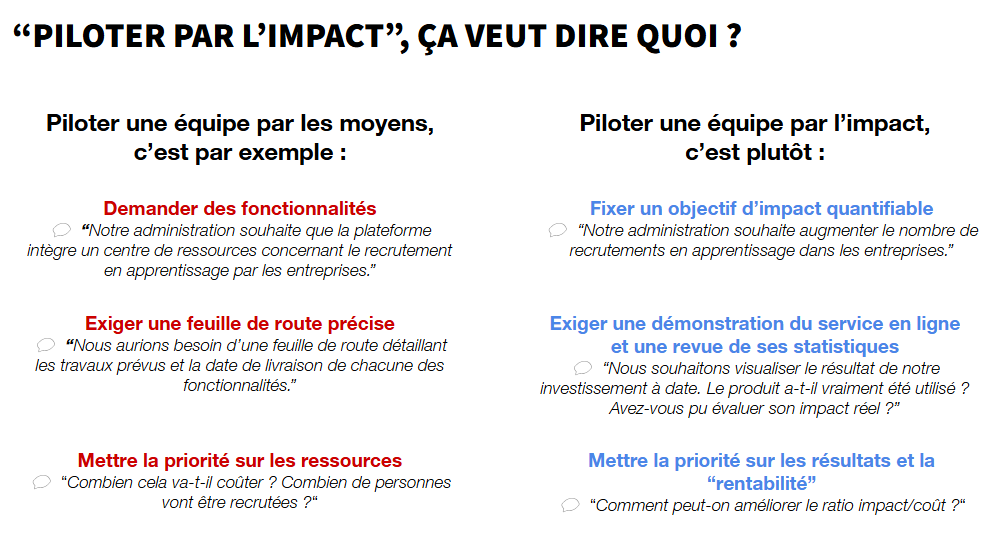 “PILOTER PAR L’IMPACT”, ÇA VEUT DIRE QUOI ?
Piloter une équipe par les moyens,
c’est par exemple :
Demander des fonctionnalités
“Notre administration souhaite que la plateforme
intègre un centre de ressources concernant le recrutement
en apprentissage par les entreprises.”
Exiger une feuille de route précise
“Nous aurions besoin d’une feuille de route détaillant
les travaux prévus et la date de livraison de chacune des
fonctionnalités.”
Mettre la priorité sur les ressources
“Combien cela va-t-il coûter ? Combien de personnes
vont être recrutées ?“
Piloter une équipe par l’impact,
c’est plutôt :
Fixer un objectif d’impact quantifiable
“Notre administration souhaite augmenter le nombre de
recrutements en apprentissage dans les entreprises.”
Exiger une démonstration du service en ligne
et une revue de ses statistiques
“Nous souhaitons visualiser le résultat de notre
investissement à date. Le produit a-t-il vraiment été utilisé ?
Avez-vous pu évaluer son impact réel ?”
Mettre la priorité sur les résultats et la
“rentabilité”
“Comment peut-on améliorer le ratio impact/coût ?“